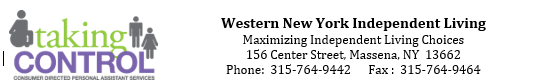 taking
CONTROL
CONSUMER DIRECTED PERSONAL ASSISTANT SERVICES
Western New York Independent Living
Maximizing Independent Living Choices
156 Center Street, Massena, NY  13662
Phone:  315-764-9442     Fax :  315-764-9464